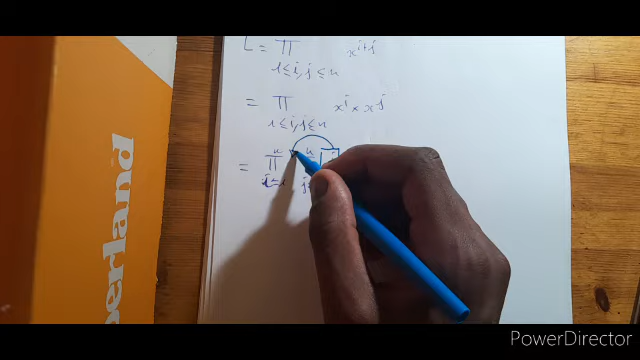 L = ∏ x^{i+j}
1 ≤ i, j ≤ n
= ∏ x^i × x^j
1 ≤ i, j ≤ n
n n
= ∏
erland
PowerDirector